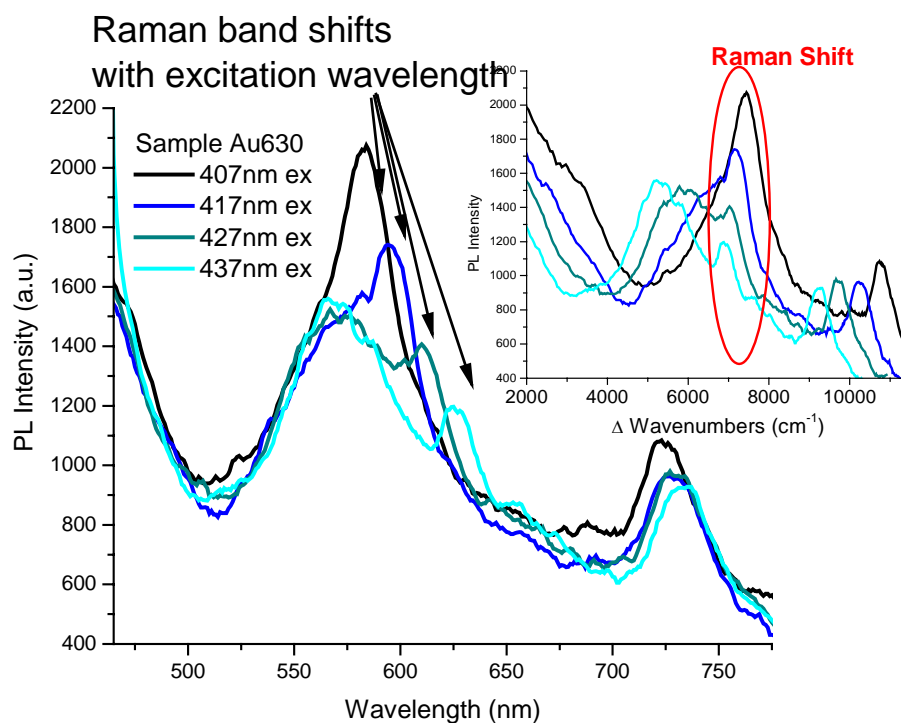 Raman band shifts
with excitation wavelength
Raman Shift
2200
2000
1800
1600
1400
1200
1000
800
600
400
PL Intensity (a.u.)
Sample Au630
407nm ex
417nm ex
427nm ex
437nm ex
500
550
600
650
700
750
Wavelength (nm)
2200
2000
1800
1600
1400
1200
1000
800
600
400
PL Intensity
2000
4000
6000
8000
10000
Δ Wavenumbers (cm⁻¹)